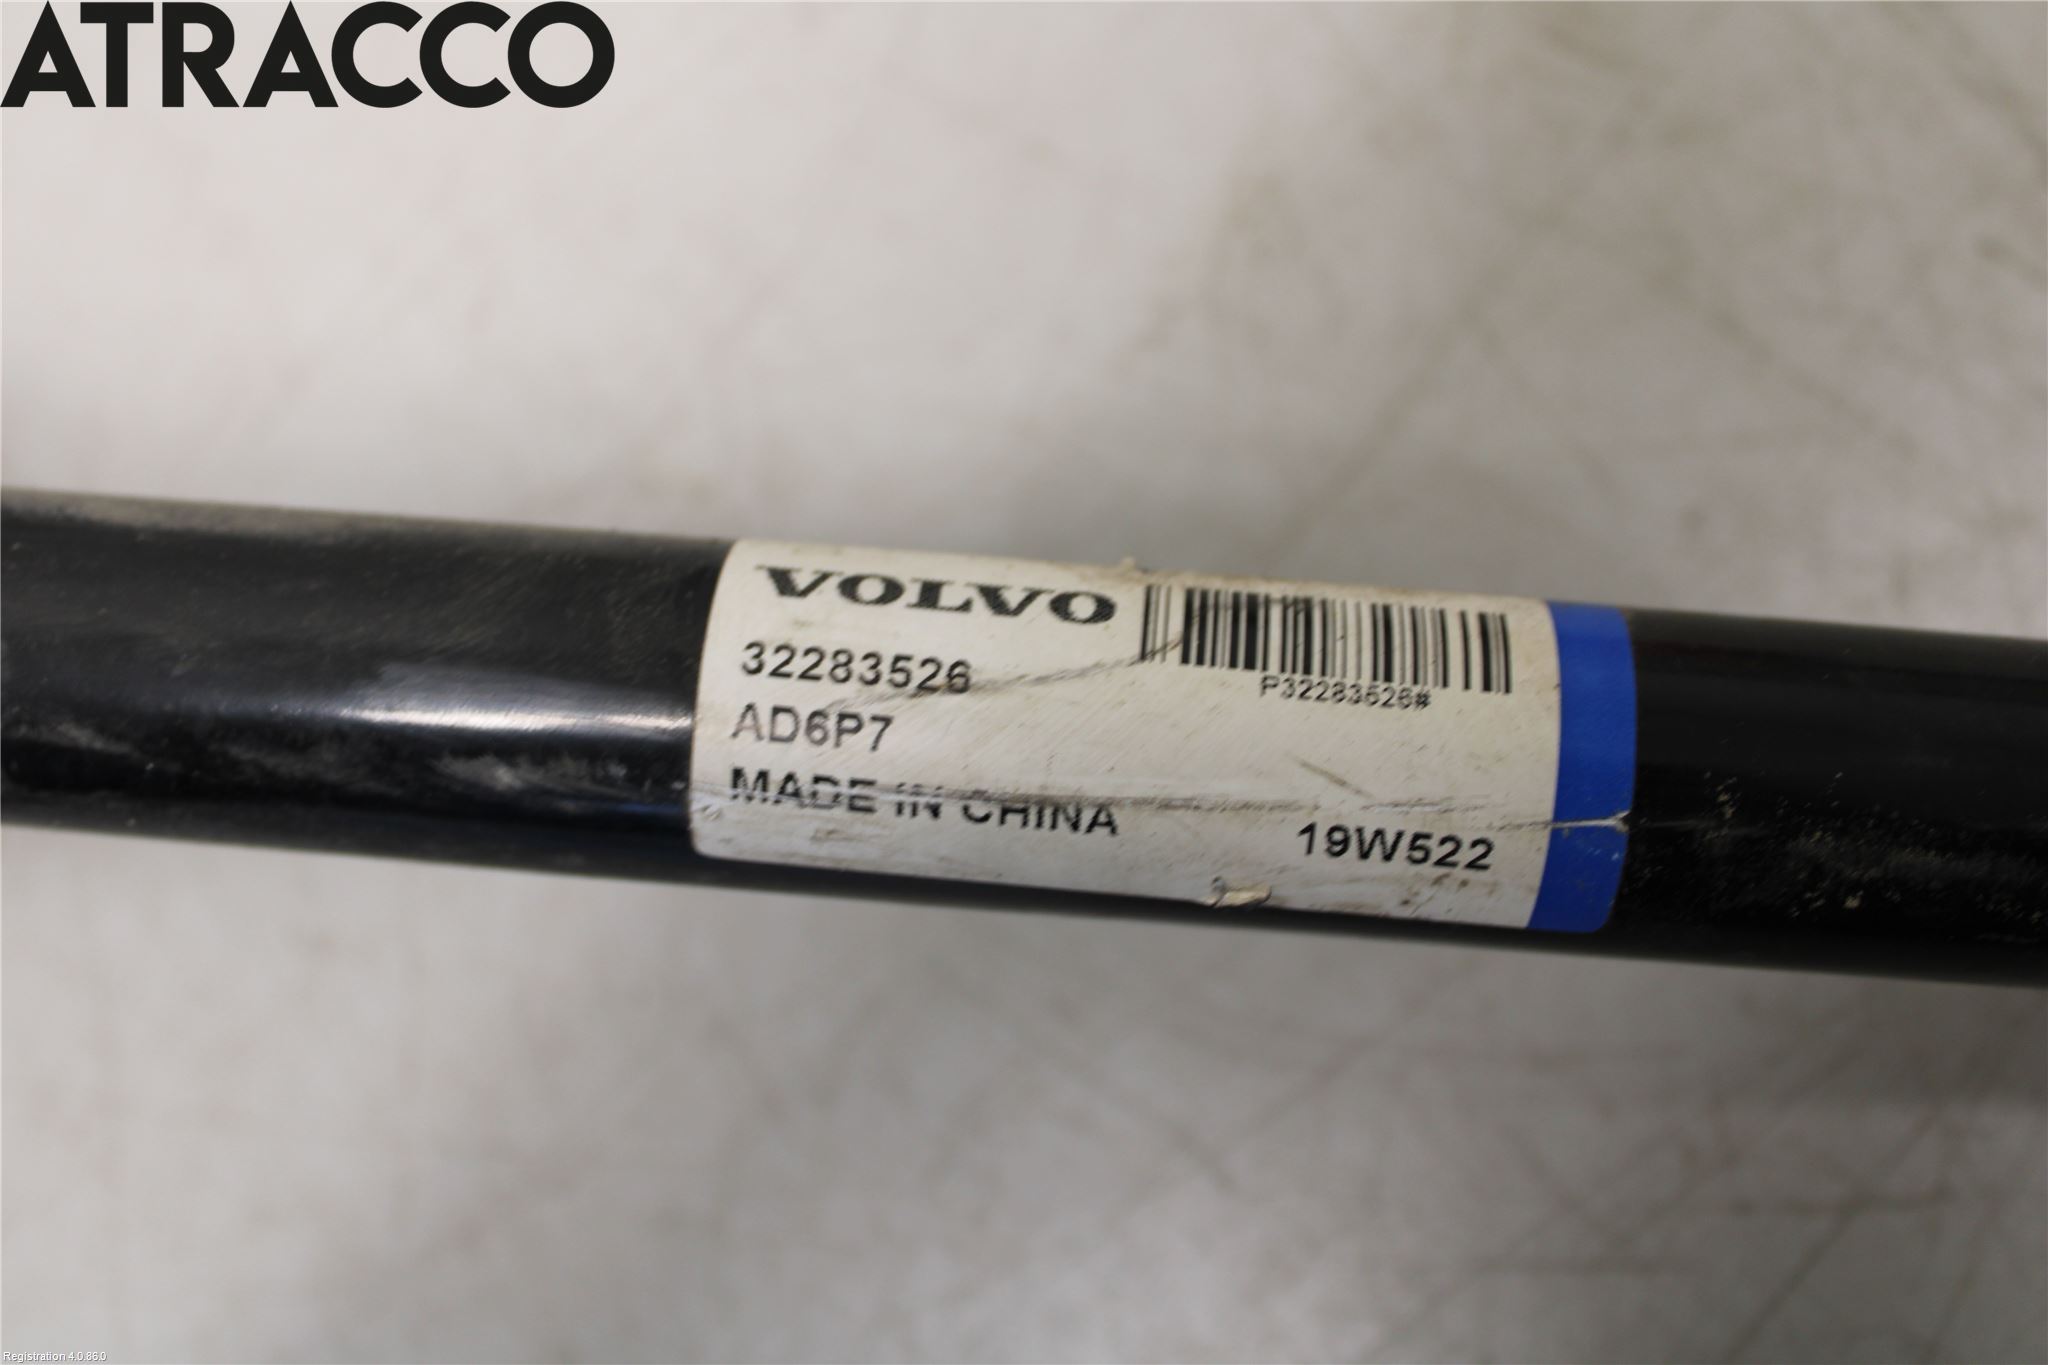 ATRACCO
VOLVO
32283526
P32283526#
AD6P7
MADE IN CHINA
19W522
Registration 4.0.86.0